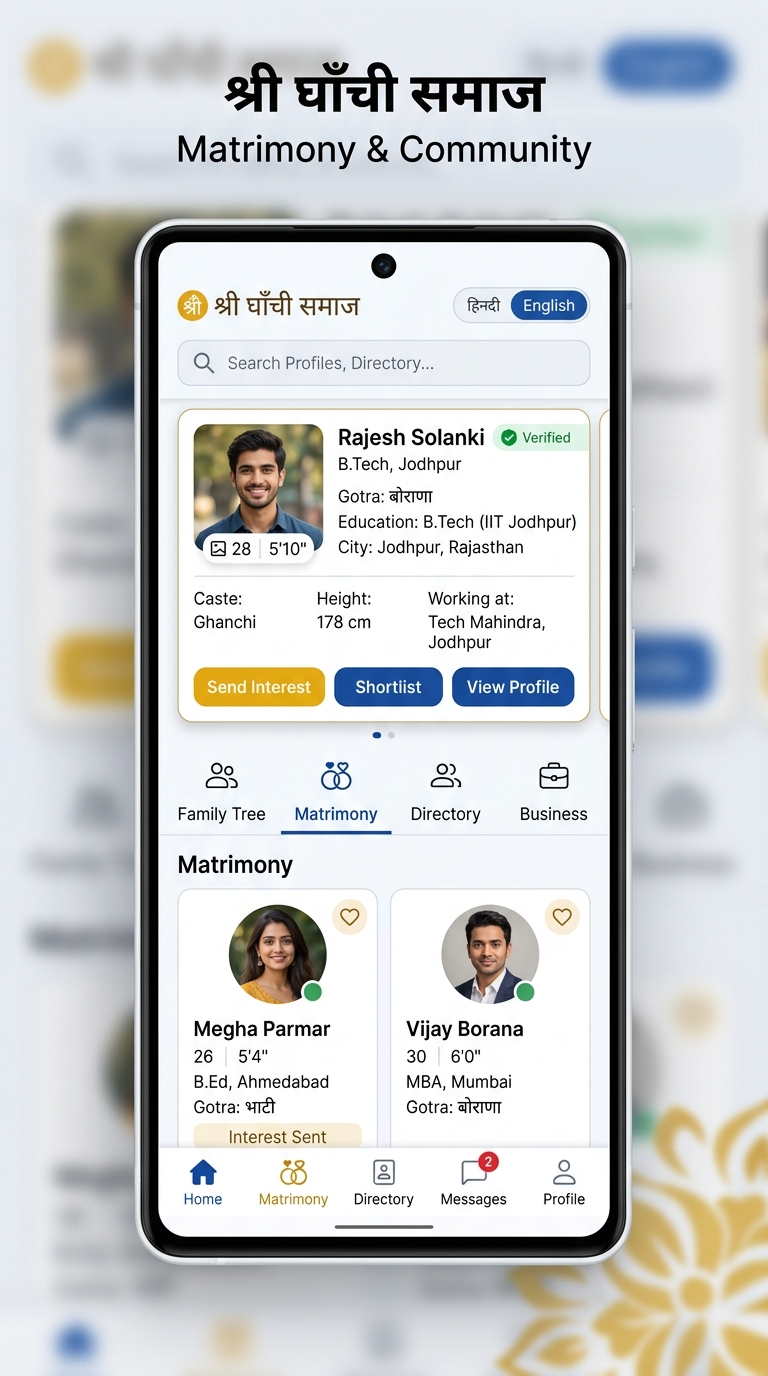 श्री घाँची समाज
Matrimony & Community
श्री श्री घाँची समाज
हिनदी English
Search Profiles, Directory...
Rajesh Solanki Verified
B.Tech, Jodhpur
Gotra: बोराणा
Education: B.Tech (IIT Jodhpur)
City: Jodhpur, Rajasthan
28 5'10"
Caste: Height: Working at:
Ghanchi 178 cm Tech Mahindra,
Jodhpur
Send Interest Shortlist View Profile
Family Tree Matrimony Directory Business
Matrimony
Megha Parmar
26 5'4"
B.Ed, Ahmedabad
Gotra: भाटी
Interest Sent
Vijay Borana
30 6'0"
MBA, Mumbai
Gotra: बोराणा
2
Home Matrimony Directory Messages Profile